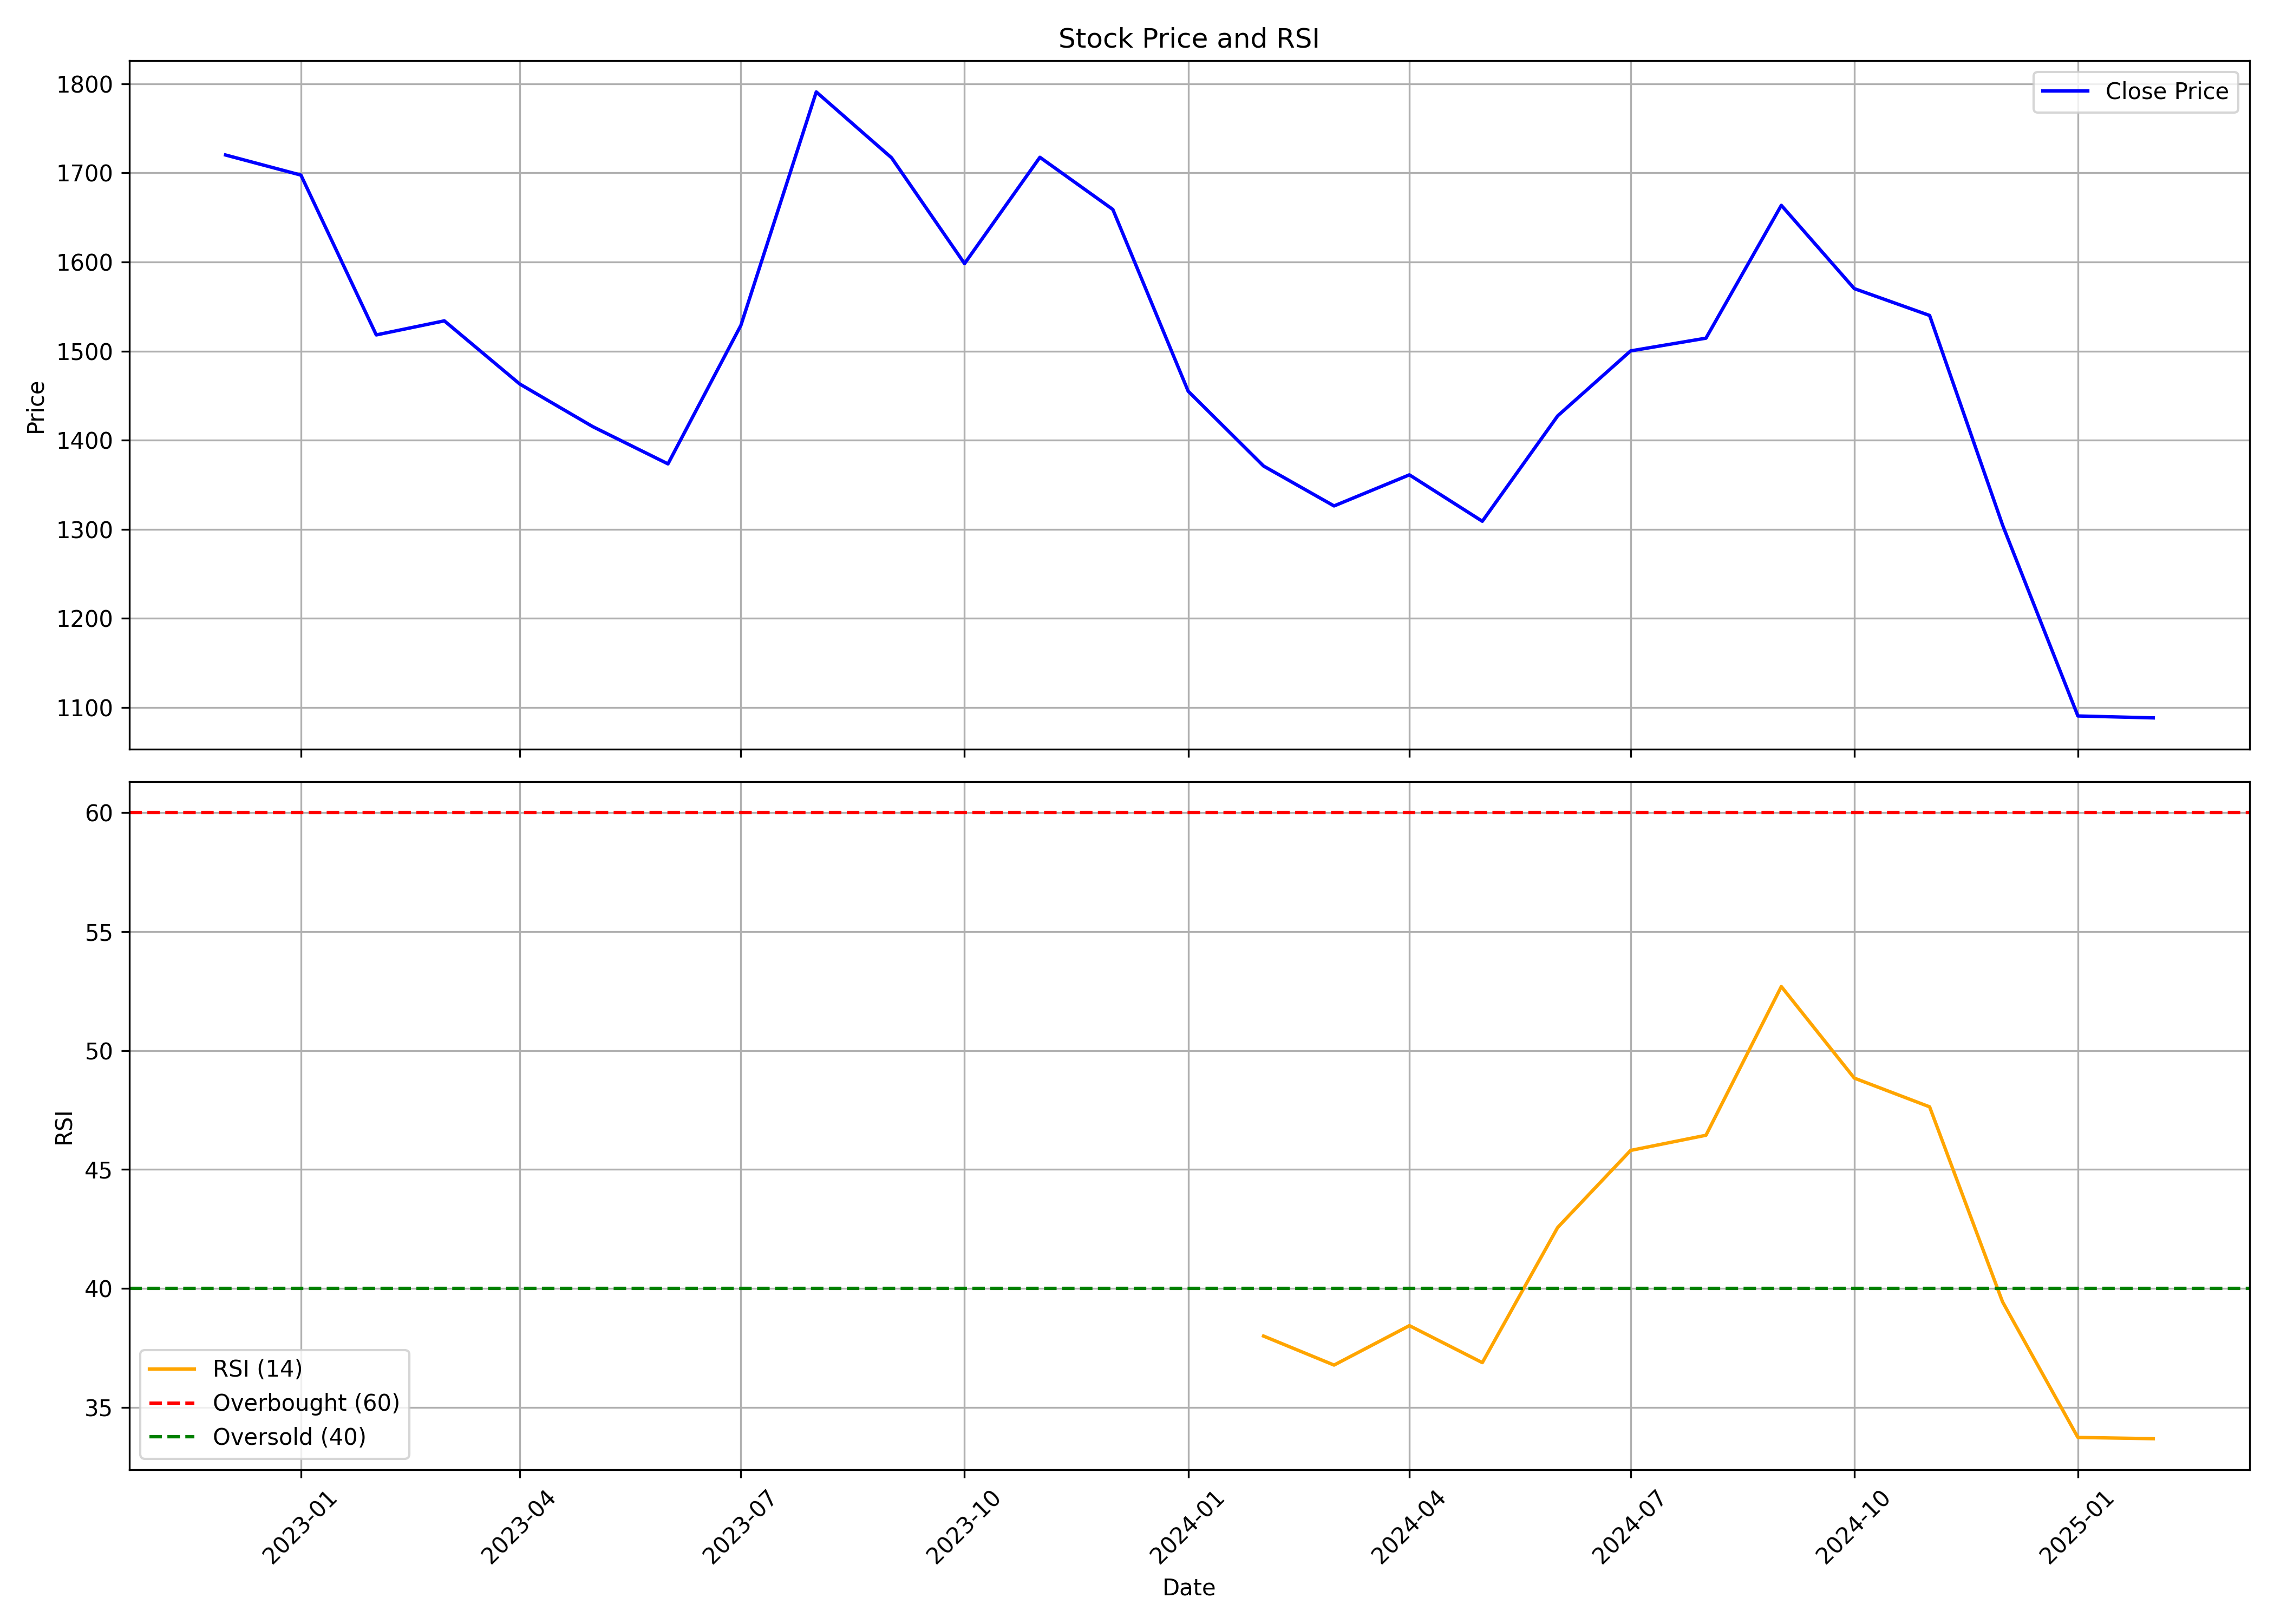 Stock Price and RSI
Close Price
1800
1700
1600
1500
1400
1300
1200
1100
Price
60
55
50
45
40
35
RSI
RSI (14)
Overbought (60)
Oversold (40)
2023-01
2023-04
2023-07
2023-10
2024-01
2024-04
2024-07
2024-10
2025-01
Date